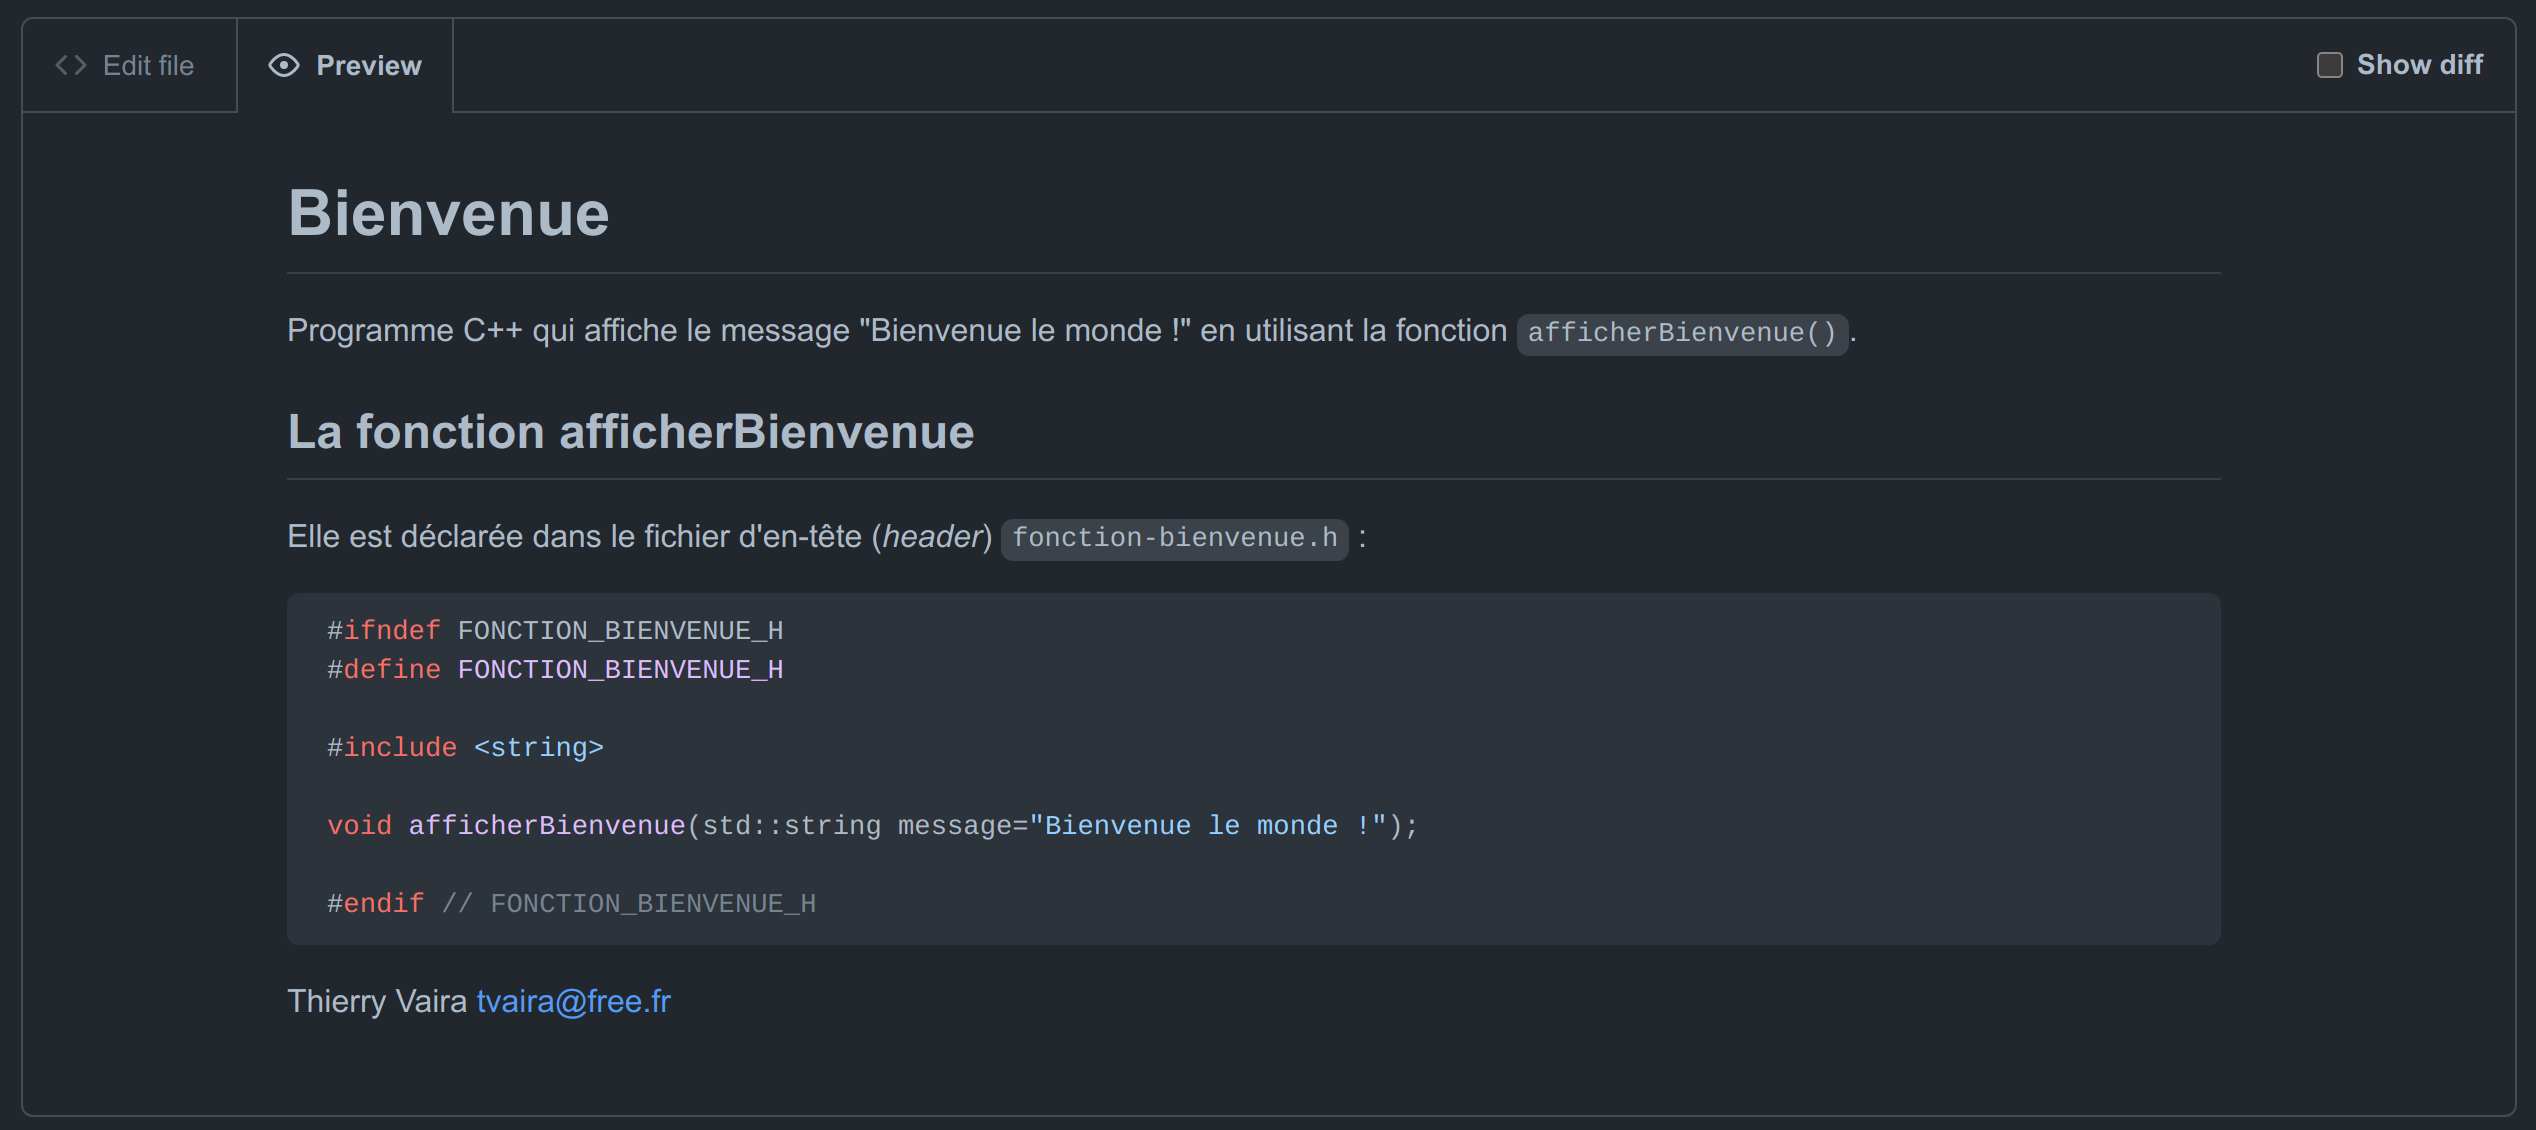 Edit file
Preview
Show diff
Bienvenue
Programme C++ qui affiche le message "Bienvenue le monde !" en utilisant la fonction afficherBienvenue().
La fonction afficherBienvenue
Elle est déclarée dans le fichier d'en-tête (header) fonction-bienvenue.h :
#ifndef FONCTION_BIENVENUE_H
#define FONCTION_BIENVENUE_H
#include <string>
void afficherBienvenue(std::string message="Bienvenue le monde !");
#endif // FONCTION_BIENVENUE_H
Thierry Vaira tvaira@free.fr